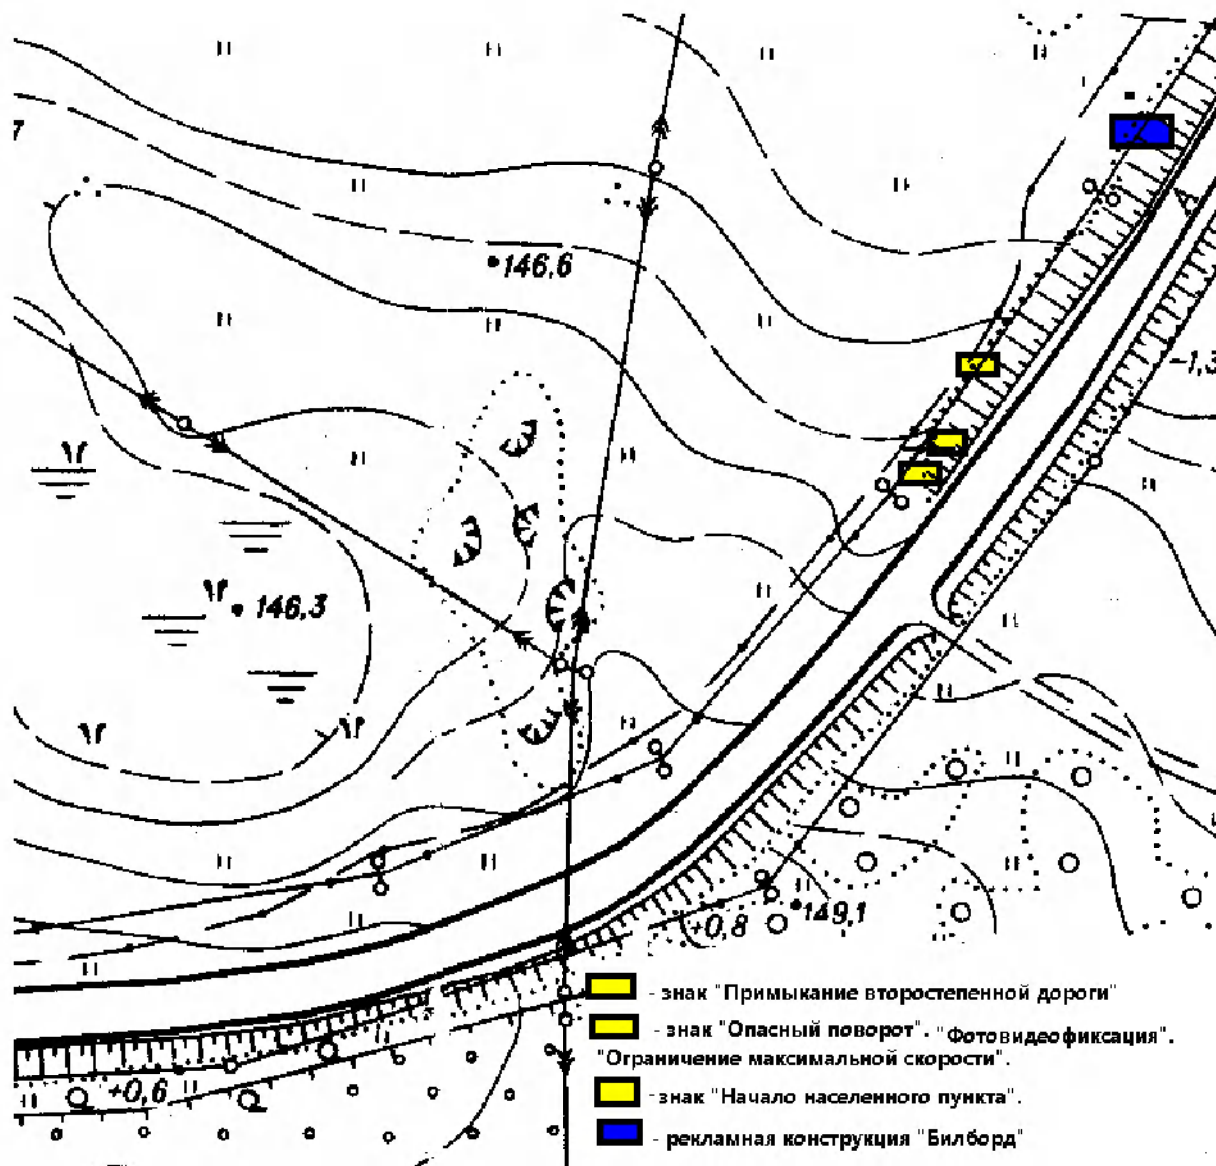 7
146,6
А
-1,3
146,3
149,1
+0,8
+0,6
- знак "Примыкание второстепенной дороги"
- знак "Опасный поворот". "Фотовидеофиксация".
"Ограничение максимальной скорости".
- знак "Начало населенного пункта".
- рекламная конструкция "Билборд"